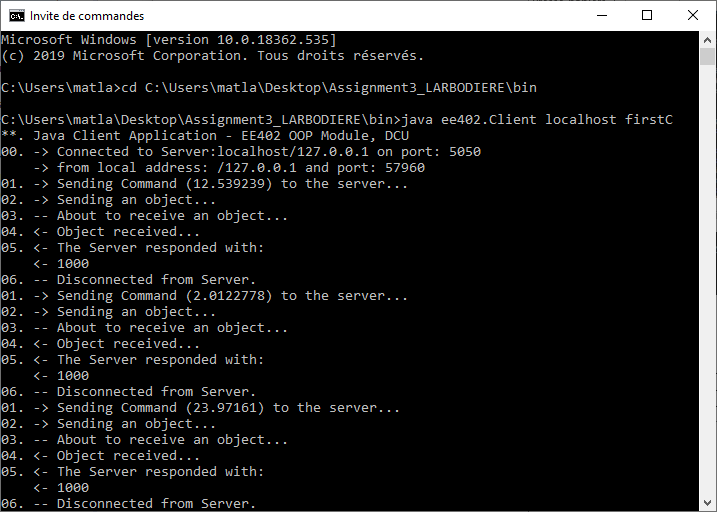 Invite de commandes
Microsoft Windows [version 10.0.18362.535]
(c) 2019 Microsoft Corporation. Tous droits réservés.
C:\Users\matla>cd C:\Users\matla\Desktop\Assignment3_LARBODIERE\bin
C:\Users\matla\Desktop\Assignment3_LARBODIERE\bin>java ee402.Client localhost firstC
**. Java Client Application - EE402 OOP Module, DCU
00. -> Connected to Server:localhost/127.0.0.1 on port: 5050
    -> from local address: /127.0.0.1 and port: 57960
01. -> Sending Command (12.539239) to the server...
02. -> Sending an object...
03. -- About to receive an object...
04. <- Object received...
05. <- The Server responded with:
    <- 1000
06. -- Disconnected from Server.
01. -> Sending Command (2.0122778) to the server...
02. -> Sending an object...
03. -- About to receive an object...
04. <- Object received...
05. <- The Server responded with:
    <- 1000
06. -- Disconnected from Server.
01. -> Sending Command (23.97161) to the server...
02. -> Sending an object...
03. -- About to receive an object...
04. <- Object received...
05. <- The Server responded with:
    <- 1000
06. -- Disconnected from Server.